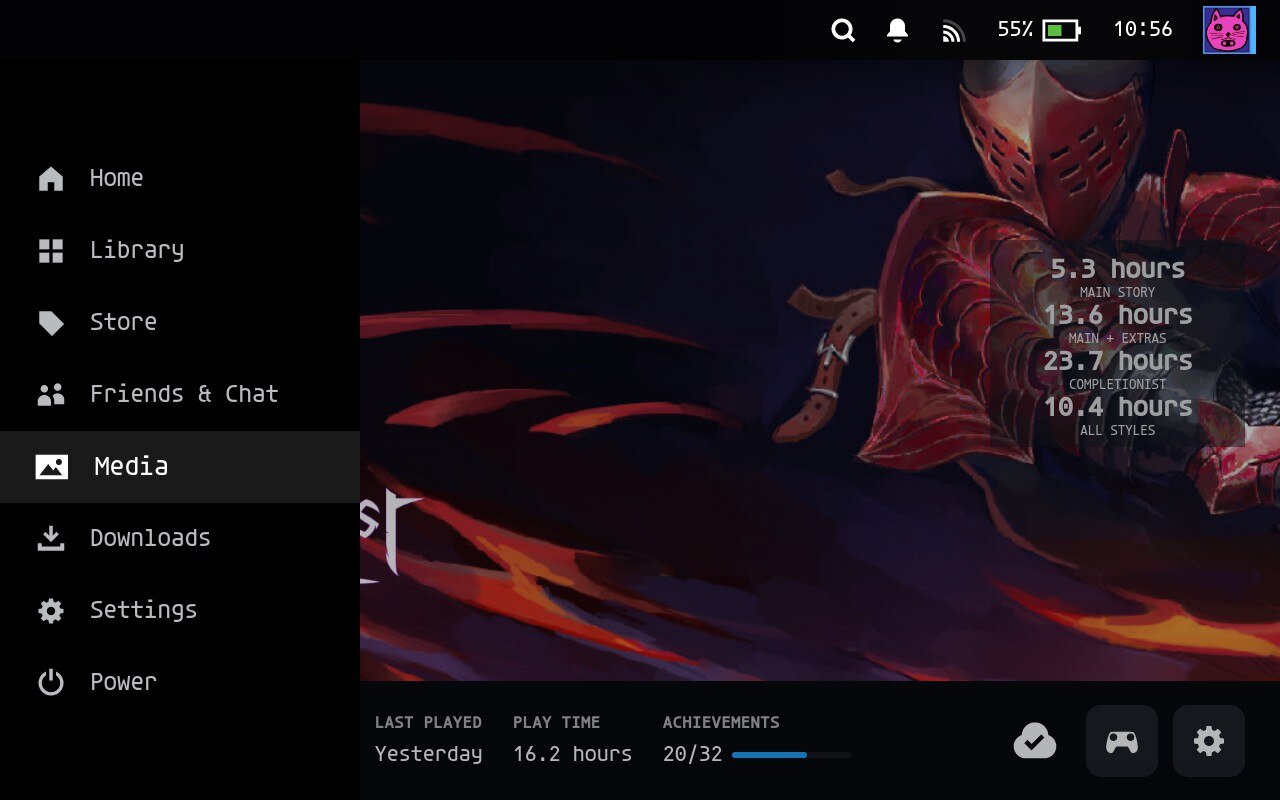 55% 10:56
Home
Library
Store
Friends & Chat
Media
Downloads
Settings
Power
5.3 hours
MAIN STORY
13.6 hours
MAIN + EXTRAS
23.7 hours
COMPLETIONIST
10.4 hours
ALL STYLES
LAST PLAYED PLAY TIME ACHIEVEMENTS
Yesterday 16.2 hours 20/32